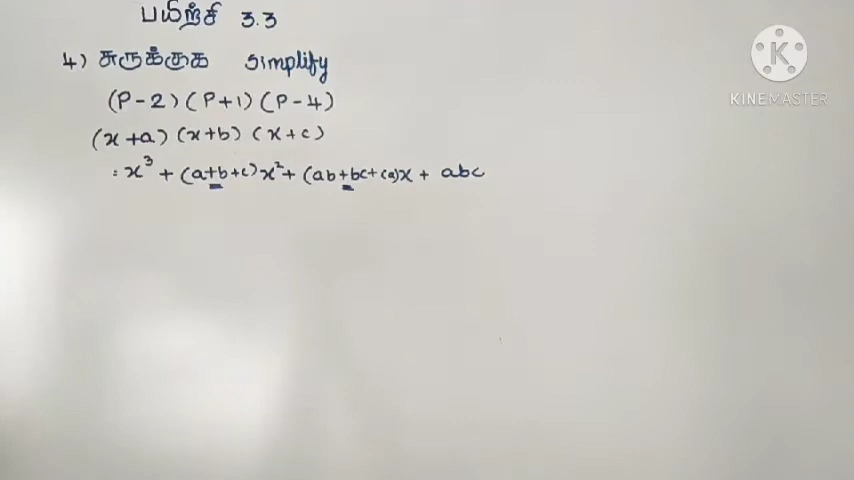 பயிற்சி 3.3
4) சுருக்குக simplify
(P-2)(P+1)(P-4)
(x+a)(x+b)(x+c)
= x³ + (a+b+c)x² + (ab+bc+ca)x + abc
KINEMASTER